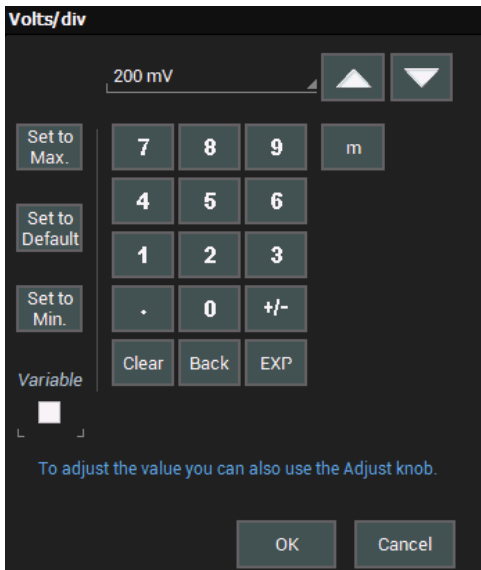 Volts/div
200 mV
Set to
Max.
7 8 9 m
Set to
Default
4 5 6
1 2 3
Set to
Min.
. 0 +/-
Clear Back EXP
Variable
To adjust the value you can also use the Adjust knob.
OK Cancel